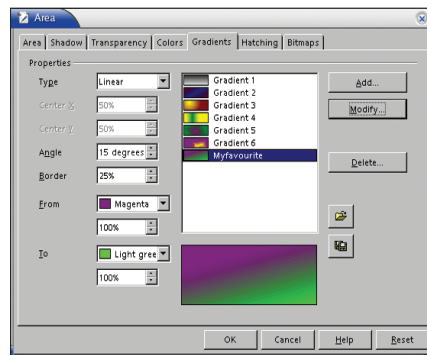 Area
Area Shadow Transparency Colors Gradients Hatching Bitmaps
Properties
Type Linear
Center X 50%
Center Y 50%
Angle 15 degrees
Border 25%
From Magenta
100%
To Light gree
100%
Gradient 1
Gradient 2
Gradient 3
Gradient 4
Gradient 5
Gradient 6
Myfavourite
Add...
Modify...
Delete...
OK Cancel Help Reset